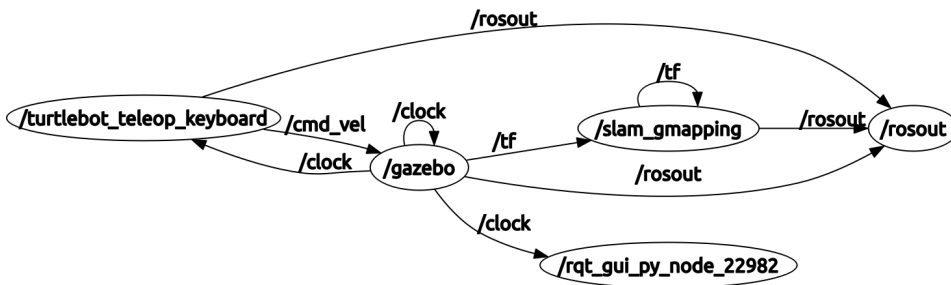 /rosout
/tf
/clock
/turtlebot_teleop_keyboard
/cmd_vel
/slam_gmapping
/rosout
/rosout
/clock
/tf
/gazebo
/rosout
/clock
/rqt_gui_py_node_22982